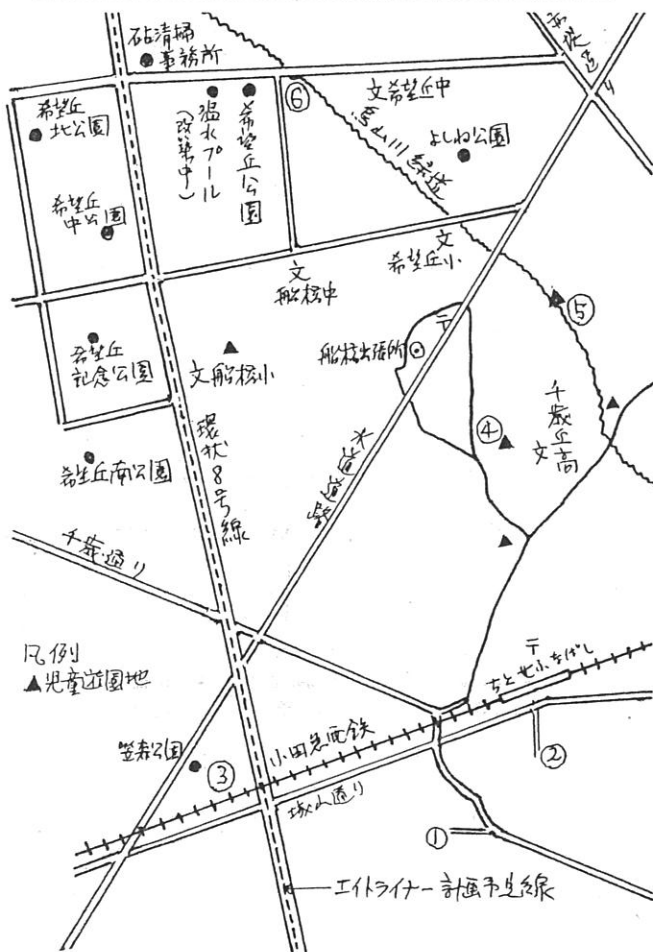 砧清掃
事務所
赤堤通り
希望丘
北公園
温水プール
(改築中)
希望丘公園
⑥
文希望丘中
よしね公園
烏山川緑道
希望丘
中公園
文
船橋中
文
希望丘小
⑤
希望丘
記念公園
文船橋小
〒
船橋出張所
④
千歳丘
文高
希望丘南公園
環状8号線
水道道路
千歳通り
凡例
▲児童遊園地
〒
ちとせふなばし
小田急電鉄
笠森公園
③
城山通り
②
①
エイトライナー計画予定線